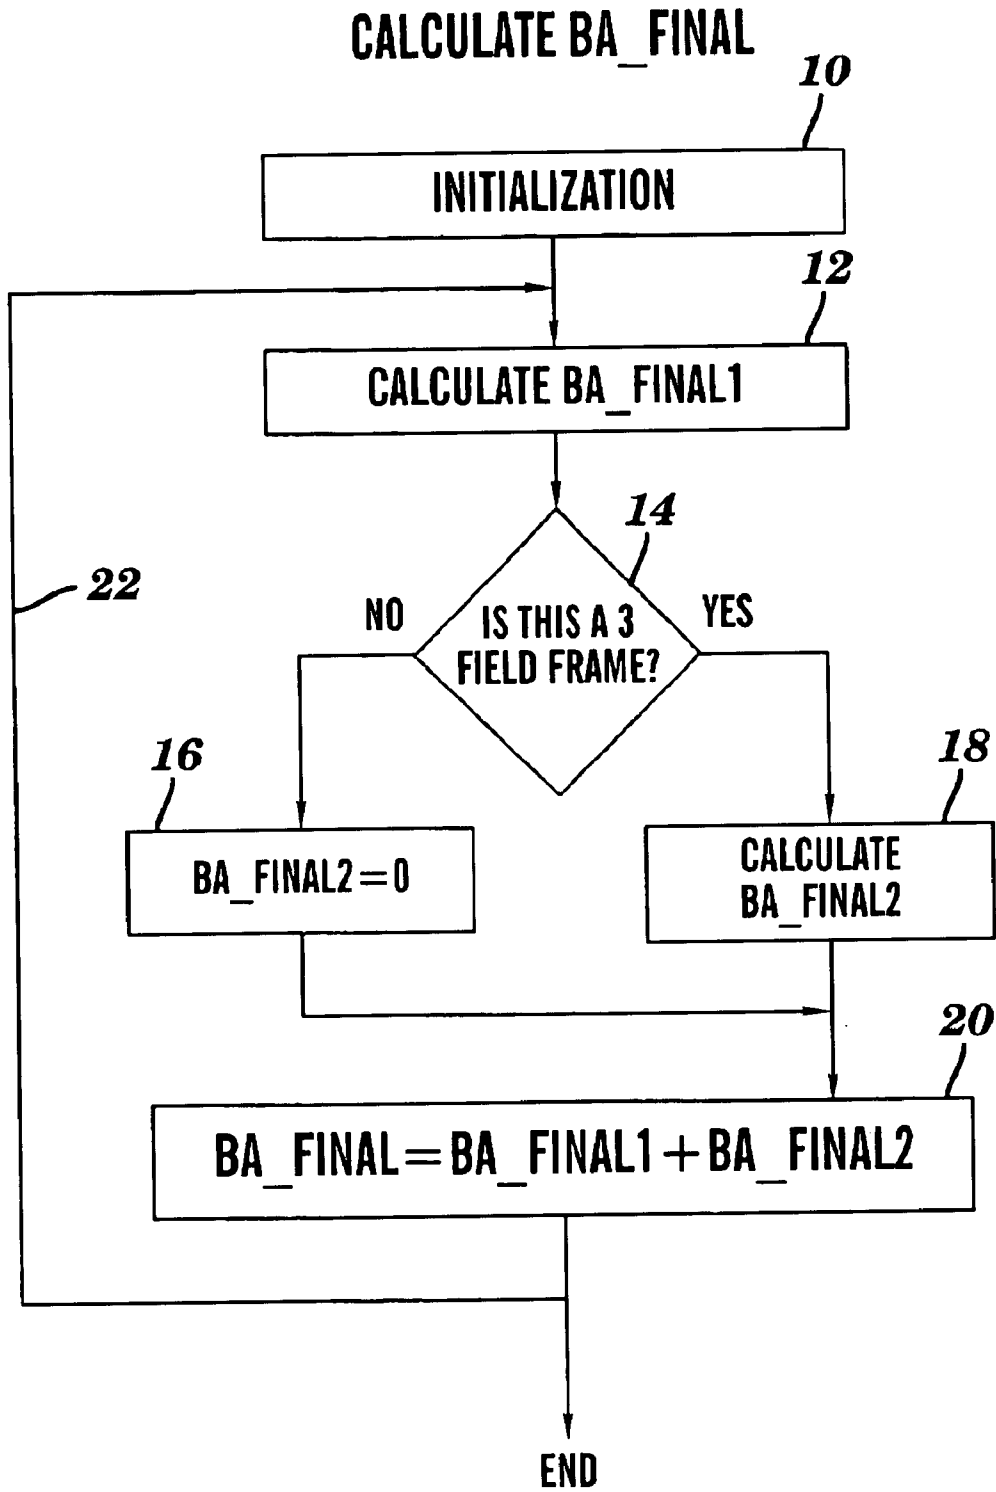 CALCULATE BA_FINAL
10
INITIALIZATION
12
CALCULATE BA_FINAL1
14
22
NO
YES
IS THIS A 3
FIELD FRAME?
16
18
BA_FINAL2=0
CALCULATE
BA_FINAL2
20
BA_FINAL=BA_FINAL1+BA_FINAL2
END